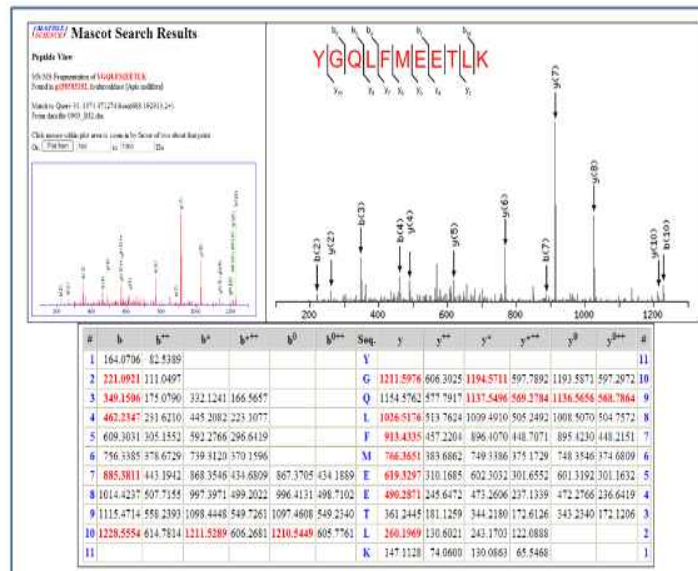 MATRIX
SCIENCE Mascot Search Results
Peptide View
MS/MS Fragmentation of YGQLFMEETLK
Click mouse within plot area to zoom in by factor of two about that point
Or, Plot from 100 to 1300 Da
YGQLFMEETLK
b(2)
y(2)
b(3)
b(4)
y(4)
y(5)
y(6)
b(7)
y(7)
y(8)
y(10)
b(10)
200 400 600 800 1000 1200
# b b++ b* b*++ b0 b0++ Seq. y y++ y* y*++ y0 y0++ #
1 164.0706 82.5389 Y 11
2 221.0921 111.0497 G 1211.5976 606.3025 1194.5711 597.7892 1193.5871 597.2972 10
3 349.1506 175.0790 332.1241 166.5657 Q 1154.5762 577.7917 1137.5496 569.2784 1136.5656 568.7864 9
4 462.2347 231.6210 445.2082 223.1077 L 1026.5176 513.7624 1009.4910 505.2492 1008.5070 504.7572 8
5 609.3031 305.1552 592.2766 296.6419 F 913.4335 457.2204 896.4070 448.7071 895.4230 448.2151 7
6 756.3385 378.6729 739.3120 370.1596 M 766.3651 383.6862 749.3386 375.1729 748.3546 374.6809 6
7 885.3811 443.1942 868.3546 434.6809 867.3705 434.1889 E 619.3297 310.1685 602.3032 301.6552 601.3192 301.1632 5
8 1014.4237 507.7155 997.3971 499.2022 996.4131 498.7102 E 490.2871 245.6472 473.2606 237.1339 472.2766 236.6419 4
9 1115.4714 558.2393 1098.4448 549.7261 1097.4608 549.2340 T 361.2445 181.1259 344.2180 172.6126 343.2340 172.1206 3
10 1228.5554 614.7814 1211.5289 606.2681 1210.5449 605.7761 L 260.1969 130.6021 243.1703 122.0888 2
11 K 147.1128 74.0600 130.0863 65.5468 1